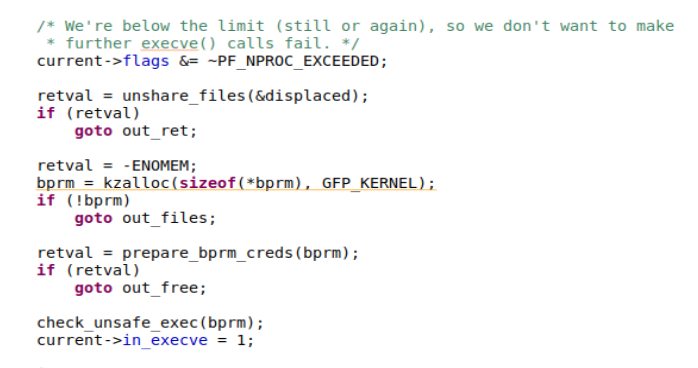 /* We're below the limit (still or again), so we don't want to make
 * further execve() calls fail. */
current->flags &= ~PF_NPROC_EXCEEDED;

retval = unshare_files(&displaced);
if (retval)
    goto out_ret;

retval = -ENOMEM;
bprm = kzalloc(sizeof(*bprm), GFP_KERNEL);
if (!bprm)
    goto out_files;

retval = prepare_bprm_creds(bprm);
if (retval)
    goto out_free;

check_unsafe_exec(bprm);
current->in_execve = 1;